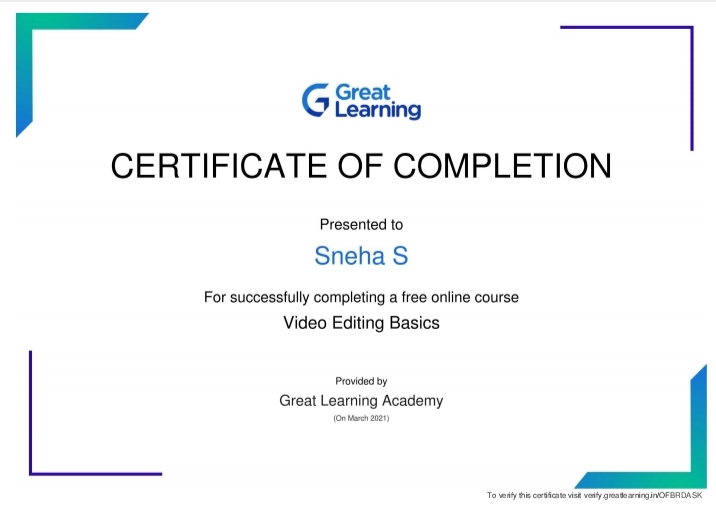 Great
Learning
CERTIFICATE OF COMPLETION
Presented to
Sneha S
For successfully completing a free online course
Video Editing Basics
Provided by
Great Learning Academy
(On March 2021)
To verify this certificate visit verify.greatlearning.in/OFBRDASK